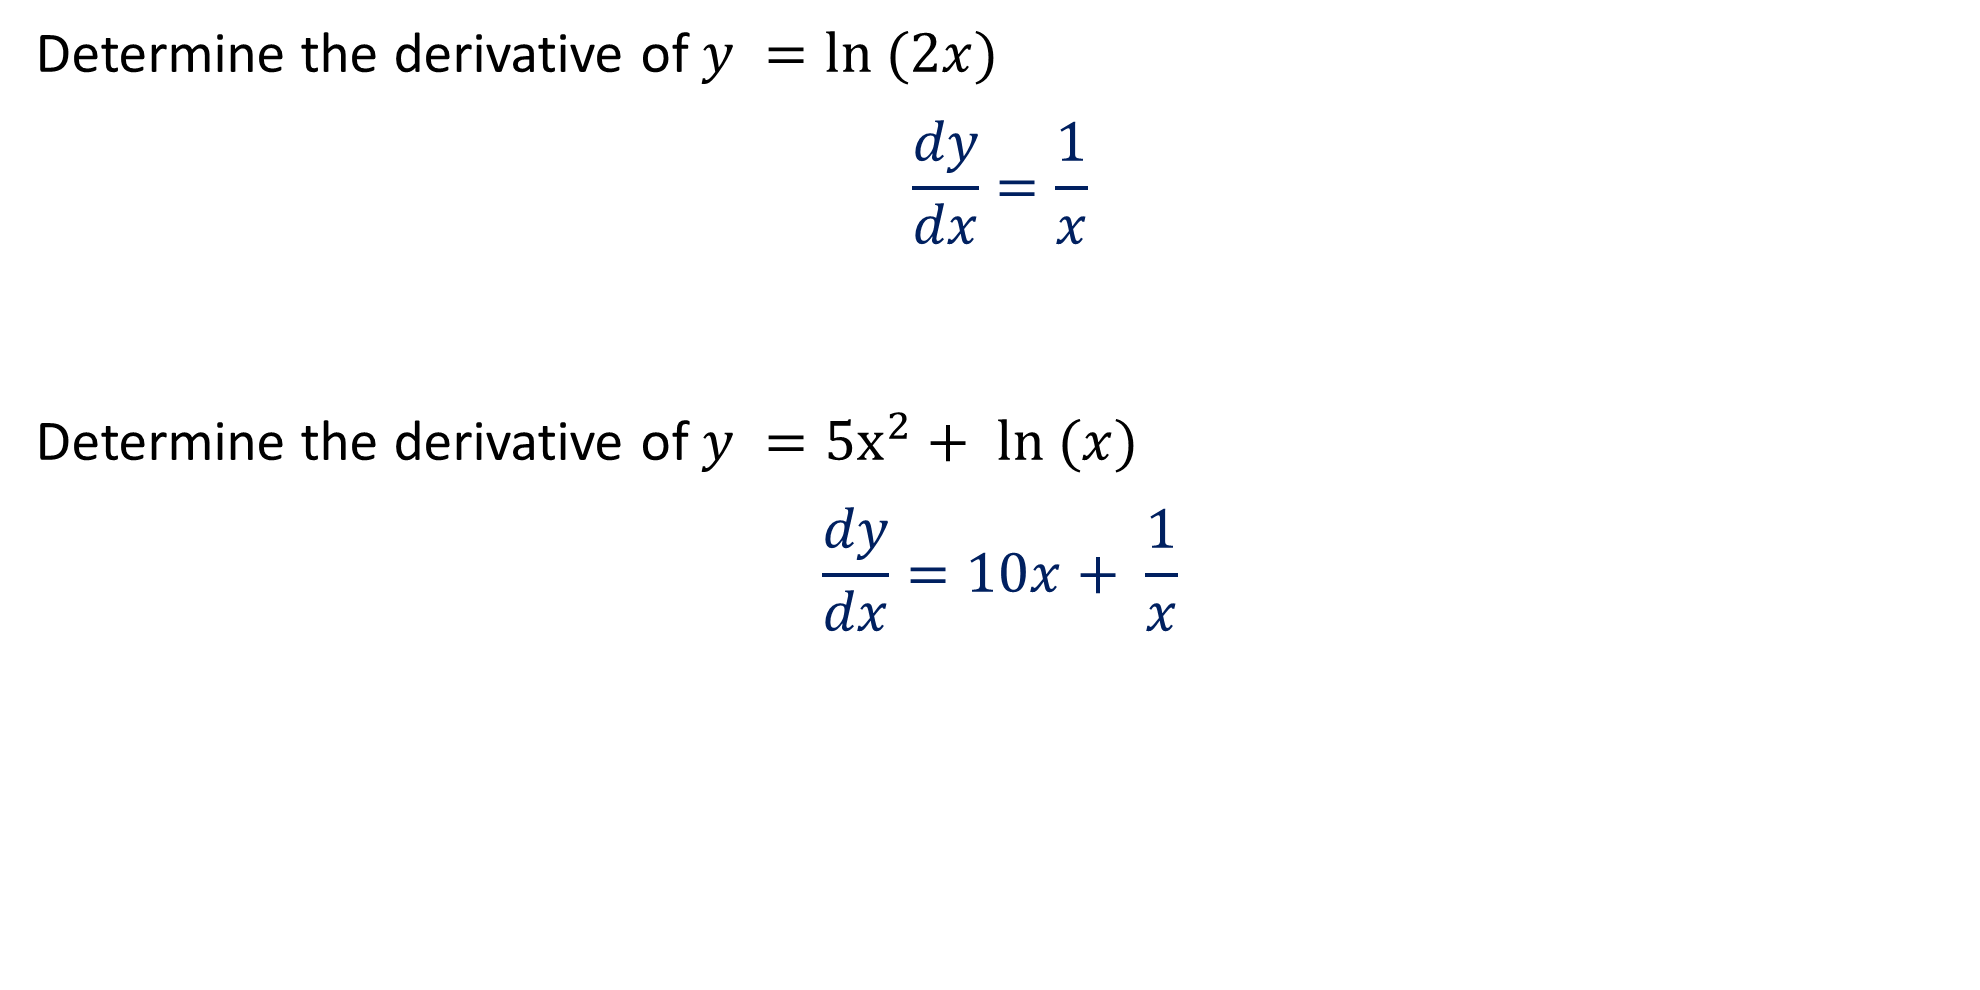 Determine the derivative of y = ln (2x)
dy/dx = 1/x
Determine the derivative of y = 5x² + ln (x)
dy/dx = 10x + 1/x